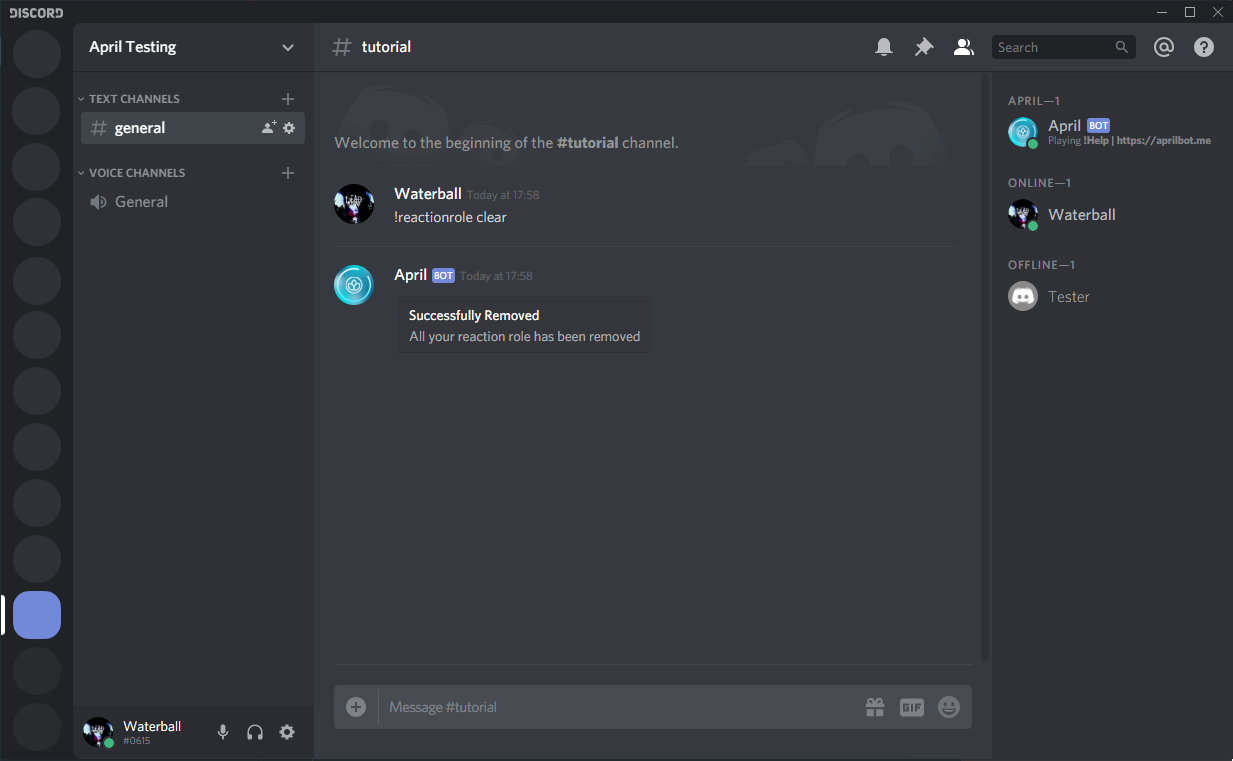 DISCORD
April Testing
TEXT CHANNELS
# general
VOICE CHANNELS
General
Waterball
#0615
# tutorial
Search
Welcome to the beginning of the #tutorial channel.
Waterball Today at 17:58
!reactionrole clear
April BOT Today at 17:58
Successfully Removed
All your reaction role has been removed
Message #tutorial
GIF
APRIL—1
April BOT
Playing !Help | https://aprilbot.me
ONLINE—1
Waterball
OFFLINE—1
Tester